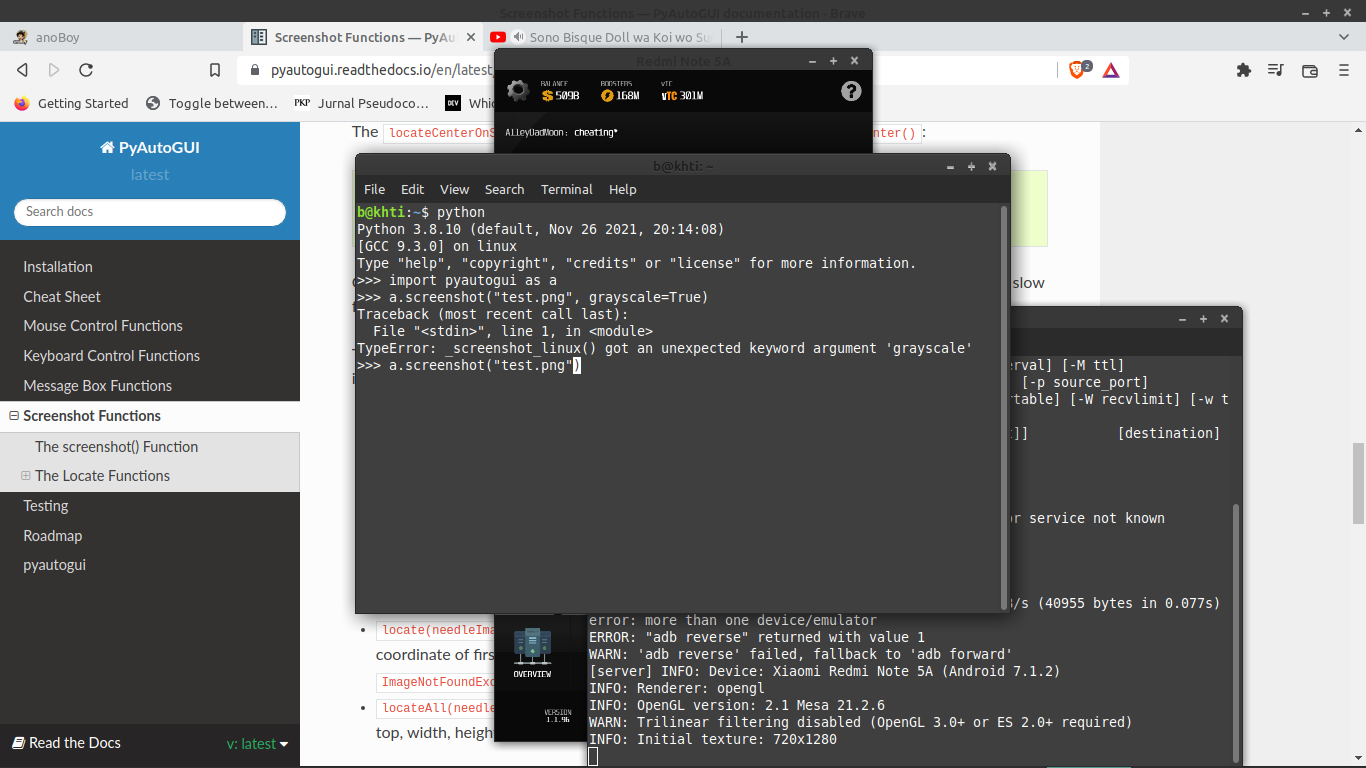 Screenshot Functions — PyAutoGUI documentation - Brave
anoBoy
Screenshot Functions — PyAu
Sono Bisque Doll wa Koi wo Su
pyautogui.readthedocs.io/en/latest
2
Getting Started
Toggle between…
PKP Jurnal Pseudoco…
DEV Whic
PyAutoGUI
latest
Search docs
Installation
Cheat Sheet
Mouse Control Functions
Keyboard Control Functions
Message Box Functions
Screenshot Functions
The screenshot() Function
The Locate Functions
Testing
Roadmap
pyautogui
Read the Docs
v: latest
The locateCenterOnS
nter() :
slow
locate(needleIma
coordinate of firs
ImageNotFoundExc
locateAll(needle
top, width, heigh
Redmi Note 5A
BALANCE
509B
BOOSTERS
168M
vTC
vTC 301M
?
AlleyUadMoon: cheating*
OVERVIEW
VERSION
1.1.96
b@khti: ~
File Edit View Search Terminal Help
b@khti:~$ python
Python 3.8.10 (default, Nov 26 2021, 20:14:08)
[GCC 9.3.0] on linux
Type "help", "copyright", "credits" or "license" for more information.
>>> import pyautogui as a
>>> a.screenshot("test.png", grayscale=True)
Traceback (most recent call last):
  File "<stdin>", line 1, in <module>
TypeError: _screenshot_linux() got an unexpected keyword argument 'grayscale'
>>> a.screenshot("test.png")
erval] [-M ttl]
[-p source_port]
rtable] [-W recvlimit] [-w t
t]] [destination]
or service not known
B/s (40955 bytes in 0.077s)
error: more than one device/emulator
ERROR: "adb reverse" returned with value 1
WARN: 'adb reverse' failed, fallback to 'adb forward'
[server] INFO: Device: Xiaomi Redmi Note 5A (Android 7.1.2)
INFO: Renderer: opengl
INFO: OpenGL version: 2.1 Mesa 21.2.6
WARN: Trilinear filtering disabled (OpenGL 3.0+ or ES 2.0+ required)
INFO: Initial texture: 720x1280